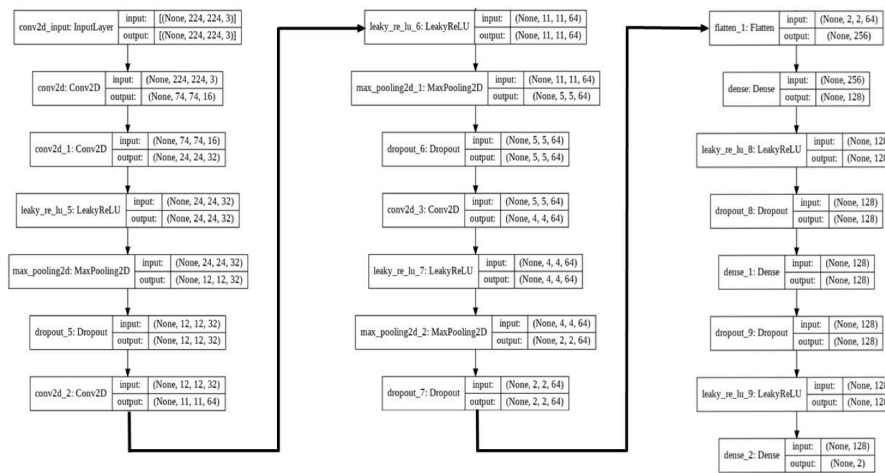 conv2d_input: InputLayer
input: [(None, 224, 224, 3)]
output: [(None, 224, 224, 3)]
conv2d: Conv2D
input: (None, 224, 224, 3)
output: (None, 74, 74, 16)
conv2d_1: Conv2D
input: (None, 74, 74, 16)
output: (None, 24, 24, 32)
leaky_re_lu_5: LeakyReLU
input: (None, 24, 24, 32)
output: (None, 24, 24, 32)
max_pooling2d: MaxPooling2D
input: (None, 24, 24, 32)
output: (None, 12, 12, 32)
dropout_5: Dropout
input: (None, 12, 12, 32)
output: (None, 12, 12, 32)
conv2d_2: Conv2D
input: (None, 12, 12, 32)
output: (None, 11, 11, 64)
leaky_re_lu_6: LeakyReLU
input: (None, 11, 11, 64)
output: (None, 11, 11, 64)
max_pooling2d_1: MaxPooling2D
input: (None, 11, 11, 64)
output: (None, 5, 5, 64)
dropout_6: Dropout
input: (None, 5, 5, 64)
output: (None, 5, 5, 64)
conv2d_3: Conv2D
input: (None, 5, 5, 64)
output: (None, 4, 4, 64)
leaky_re_lu_7: LeakyReLU
input: (None, 4, 4, 64)
output: (None, 4, 4, 64)
max_pooling2d_2: MaxPooling2D
input: (None, 4, 4, 64)
output: (None, 2, 2, 64)
dropout_7: Dropout
input: (None, 2, 2, 64)
output: (None, 2, 2, 64)
flatten_1: Flatten
input: (None, 2, 2, 64)
output: (None, 256)
dense: Dense
input: (None, 256)
output: (None, 128)
leaky_re_lu_8: LeakyReLU
input: (None, 128
output: (None, 128
dropout_8: Dropout
input: (None, 128)
output: (None, 128)
dense_1: Dense
input: (None, 128)
output: (None, 128)
dropout_9: Dropout
input: (None, 128)
output: (None, 128)
leaky_re_lu_9: LeakyReLU
input: (None, 128
output: (None, 128
dense_2: Dense
input: (None, 128)
output: (None, 2)